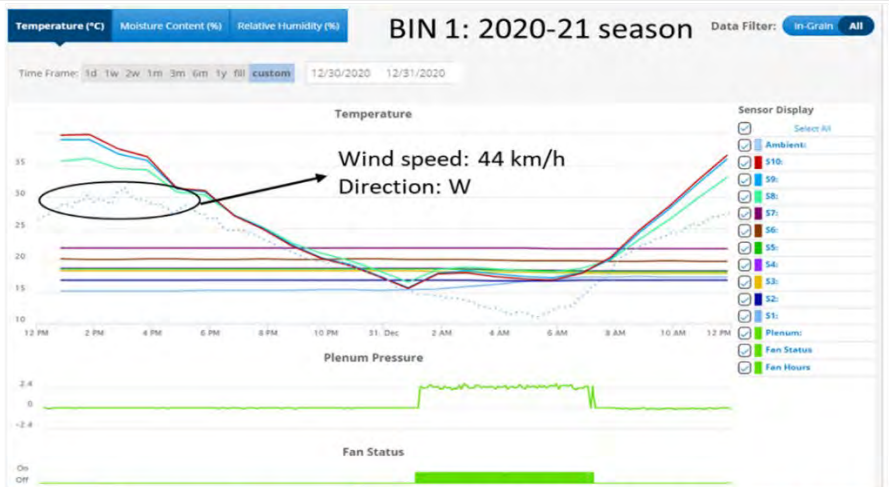 Temperature (°C) Moisture Content (%) Relative Humidity (%) BIN 1: 2020-21 season Data Filter: In-Grain All
Time Frame: 1d 1w 2w 1m 3m 6m 1y fill custom 12/30/2020 12/31/2020
Temperature
Sensor Display
Select All
Ambient:
S10:
S9:
S8:
S7:
S6:
S5:
S4:
S3:
S2:
S1:
Plenum:
Fan Status
Fan Hours
Wind speed: 44 km/h
Direction: W
35
30
25
20
15
10
12 PM 2 PM 4 PM 6 PM 8 PM 10 PM 31. Dec 2 AM 4 AM 6 AM 8 AM 10 AM 12 PM
Plenum Pressure
2.4
0
-2.4
Fan Status
On
Off